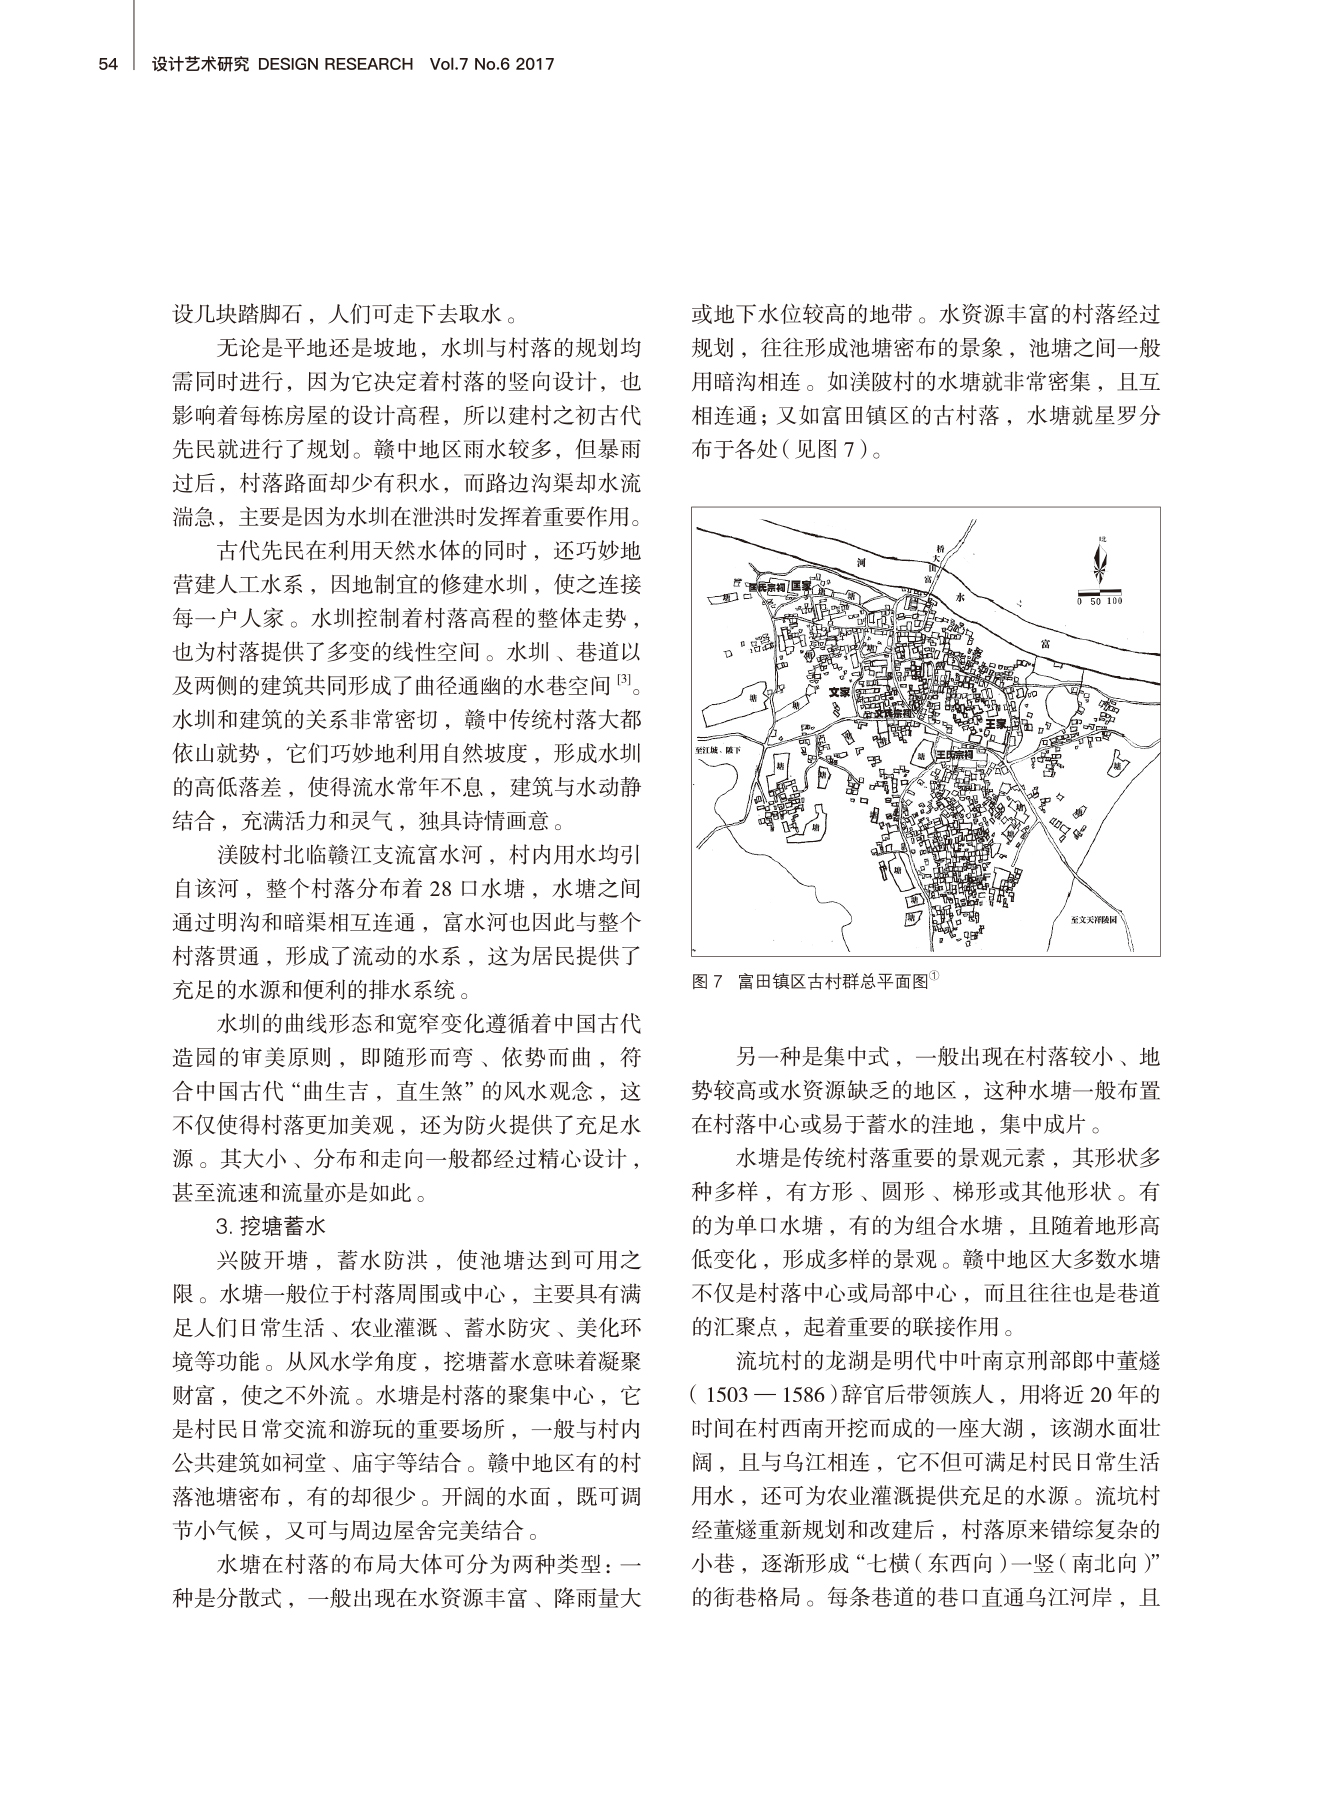 54 设计艺术研究 DESIGN RESEARCH Vol.7 No.6 2017
设几块踏脚石，人们可走下去取水。
无论是平地还是坡地，水圳与村落的规划均
需同时进行，因为它决定着村落的竖向设计，也
影响着每栋房屋的设计高程，所以建村之初古代
先民就进行了规划。赣中地区雨水较多，但暴雨
过后，村落路面却少有积水，而路边沟渠却水流
湍急，主要是因为水圳在泄洪时发挥着重要作用。
古代先民在利用天然水体的同时，还巧妙地
营建人工水系，因地制宜的修建水圳，使之连接
每一户人家。水圳控制着村落高程的整体走势，
也为村落提供了多变的线性空间。水圳、巷道以
及两侧的建筑共同形成了曲径通幽的水巷空间[3]。
水圳和建筑的关系非常密切，赣中传统村落大都
依山就势，它们巧妙地利用自然坡度，形成水圳
的高低落差，使得流水常年不息，建筑与水动静
结合，充满活力和灵气，独具诗情画意。
渼陂村北临赣江支流富水河，村内用水均引
自该河，整个村落分布着 28 口水塘，水塘之间
通过明沟和暗渠相互连通，富水河也因此与整个
村落贯通，形成了流动的水系，这为居民提供了
充足的水源和便利的排水系统。
水圳的曲线形态和宽窄变化遵循着中国古代
造园的审美原则，即随形而弯、依势而曲，符
合中国古代“曲生吉，直生煞”的风水观念，这
不仅使得村落更加美观，还为防火提供了充足水
源。其大小、分布和走向一般都经过精心设计，
甚至流速和流量亦是如此。
3. 挖塘蓄水
兴陂开塘，蓄水防洪，使池塘达到可用之
限。水塘一般位于村落周围或中心，主要具有满
足人们日常生活、农业灌溉、蓄水防灾、美化环
境等功能。从风水学角度，挖塘蓄水意味着凝聚
财富，使之不外流。水塘是村落的聚集中心，它
是村民日常交流和游玩的重要场所，一般与村内
公共建筑如祠堂、庙宇等结合。赣中地区有的村
落池塘密布，有的却很少。开阔的水面，既可调
节小气候，又可与周边屋舍完美结合。
水塘在村落的布局大体可分为两种类型：一
种是分散式，一般出现在水资源丰富、降雨量大
或地下水位较高的地带。水资源丰富的村落经过
规划，往往形成池塘密布的景象，池塘之间一般
用暗沟相连。如渼陂村的水塘就非常密集，且互
相连通；又如富田镇区的古村落，水塘就星罗分
布于各处（见图 7）。
河
桥
大
山
富
水
富
北
0 50 100
匡氏宗祠 匡家
塘
塘
塘
文家
文氏宗祠
王家
王氏宗祠
至江城、陂下
塘
塘
塘
塘
塘
塘
塘
塘
塘
至文天祥陵园
图 7 富田镇区古村群总平面图①
另一种是集中式，一般出现在村落较小、地
势较高或水资源缺乏的地区，这种水塘一般布置
在村落中心或易于蓄水的洼地，集中成片。
水塘是传统村落重要的景观元素，其形状多
种多样，有方形、圆形、梯形或其他形状。有
的为单口水塘，有的为组合水塘，且随着地形高
低变化，形成多样的景观。赣中地区大多数水塘
不仅是村落中心或局部中心，而且往往也是巷道
的汇聚点，起着重要的联接作用。
流坑村的龙湖是明代中叶南京刑部郎中董燧
（1503 — 1586）辞官后带领族人，用将近 20 年的
时间在村西南开挖而成的一座大湖，该湖水面壮
阔，且与乌江相连，它不但可满足村民日常生活
用水，还可为农业灌溉提供充足的水源。流坑村
经董燧重新规划和改建后，村落原来错综复杂的
小巷，逐渐形成“七横（东西向）一竖（南北向）”
的街巷格局。每条巷道的巷口直通乌江河岸，且